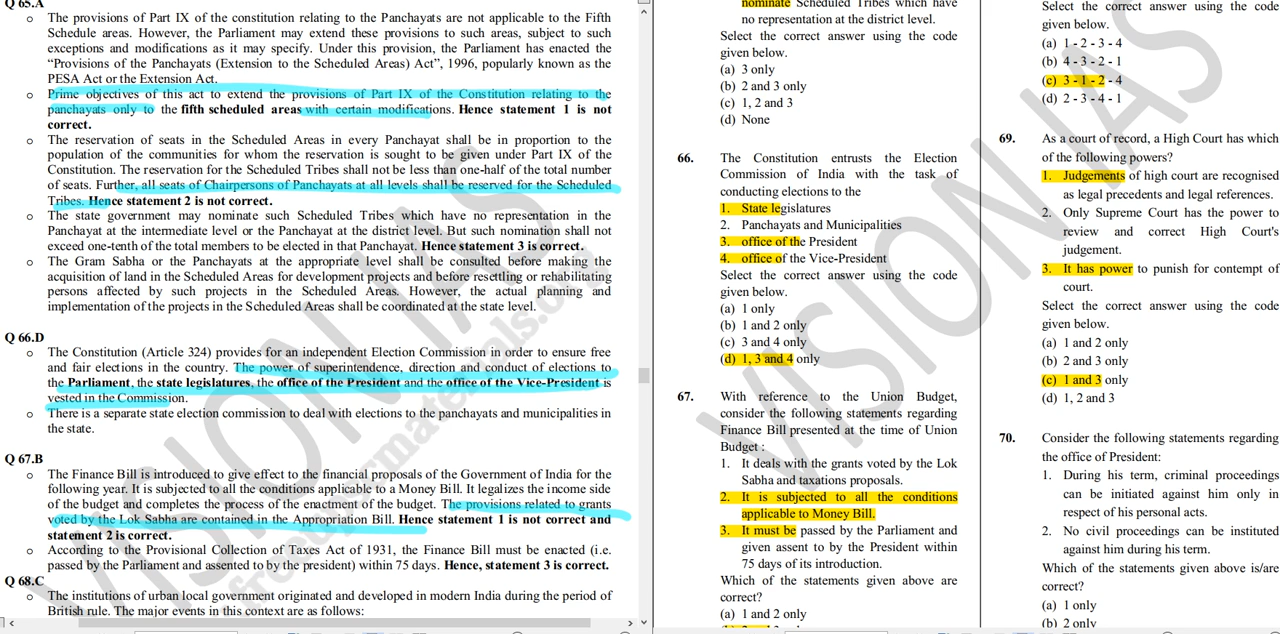 Q 65.A
o The provisions of Part IX of the constitution relating to the Panchayats are not applicable to the Fifth
Schedule areas. However, the Parliament may extend these provisions to such areas, subject to such
exceptions and modifications as it may specify. Under this provision, the Parliament has enacted the
“Provisions of the Panchayats (Extension to the Scheduled Areas) Act”, 1996, popularly known as the
PESA Act or the Extension Act.
o Prime objectives of this act to extend the provisions of Part IX of the Constitution relating to the
panchayats only to the fifth scheduled areas with certain modifications. Hence statement 1 is not
correct.
o The reservation of seats in the Scheduled Areas in every Panchayat shall be in proportion to the
population of the communities for whom the reservation is sought to be given under Part IX of the
Constitution. The reservation for the Scheduled Tribes shall not be less than one-half of the total number
of seats. Further, all seats of Chairpersons of Panchayats at all levels shall be reserved for the Scheduled
Tribes. Hence statement 2 is not correct.
o The state government may nominate such Scheduled Tribes which have no representation in the
Panchayat at the intermediate level or the Panchayat at the district level. But such nomination shall not
exceed one-tenth of the total members to be elected in that Panchayat. Hence statement 3 is correct.
o The Gram Sabha or the Panchayats at the appropriate level shall be consulted before making the
acquisition of land in the Scheduled Areas for development projects and before resettling or rehabilitating
persons affected by such projects in the Scheduled Areas. However, the actual planning and
implementation of the projects in the Scheduled Areas shall be coordinated at the state level.
Q 66.D
o The Constitution (Article 324) provides for an independent Election Commission in order to ensure free
and fair elections in the country. The power of superintendence, direction and conduct of elections to
the Parliament, the state legislatures, the office of the President and the office of the Vice-President is
vested in the Commission.
o There is a separate state election commission to deal with elections to the panchayats and municipalities in
the state.
Q 67.B
o The Finance Bill is introduced to give effect to the financial proposals of the Government of India for the
following year. It is subjected to all the conditions applicable to a Money Bill. It legalizes the income side
of the budget and completes the process of the enactment of the budget. The provisions related to grants
voted by the Lok Sabha are contained in the Appropriation Bill. Hence statement 1 is not correct and
statement 2 is correct.
o According to the Provisional Collection of Taxes Act of 1931, the Finance Bill must be enacted (i.e.
passed by the Parliament and assented to by the president) within 75 days. Hence, statement 3 is correct.
Q 68.C
o The institutions of urban local government originated and developed in modern India during the period of
British rule. The major events in this context are as follows:
nominate Scheduled Tribes which have
no representation at the district level.
Select the correct answer using the code
given below.
(a) 3 only
(b) 2 and 3 only
(c) 1, 2 and 3
(d) None
66. The Constitution entrusts the Election
Commission of India with the task of
conducting elections to the
1. State legislatures
2. Panchayats and Municipalities
3. office of the President
4. office of the Vice-President
Select the correct answer using the code
given below.
(a) 1 only
(b) 1 and 2 only
(c) 3 and 4 only
(d) 1, 3 and 4 only
67. With reference to the Union Budget,
consider the following statements regarding
Finance Bill presented at the time of Union
Budget :
1. It deals with the grants voted by the Lok
Sabha and taxations proposals.
2. It is subjected to all the conditions
applicable to Money Bill.
3. It must be passed by the Parliament and
given assent to by the President within
75 days of its introduction.
Which of the statements given above are
correct?
(a) 1 and 2 only
Select the correct answer using the code
given below.
(a) 1 - 2 - 3 - 4
(b) 4 - 3 - 2 - 1
(c) 3 - 1 - 2 - 4
(d) 2 - 3 - 4 - 1
69. As a court of record, a High Court has which
of the following powers?
1. Judgements of high court are recognised
as legal precedents and legal references.
2. Only Supreme Court has the power to
review and correct High Court's
judgement.
3. It has power to punish for contempt of
court.
Select the correct answer using the code
given below.
(a) 1 and 2 only
(b) 2 and 3 only
(c) 1 and 3 only
(d) 1, 2 and 3
70. Consider the following statements regarding
the office of President:
1. During his term, criminal proceedings
can be initiated against him only in
respect of his personal acts.
2. No civil proceedings can be instituted
against him during his term.
Which of the statements given above is/are
correct?
(a) 1 only
(b) 2 only
VISION IAS
VISION IAS